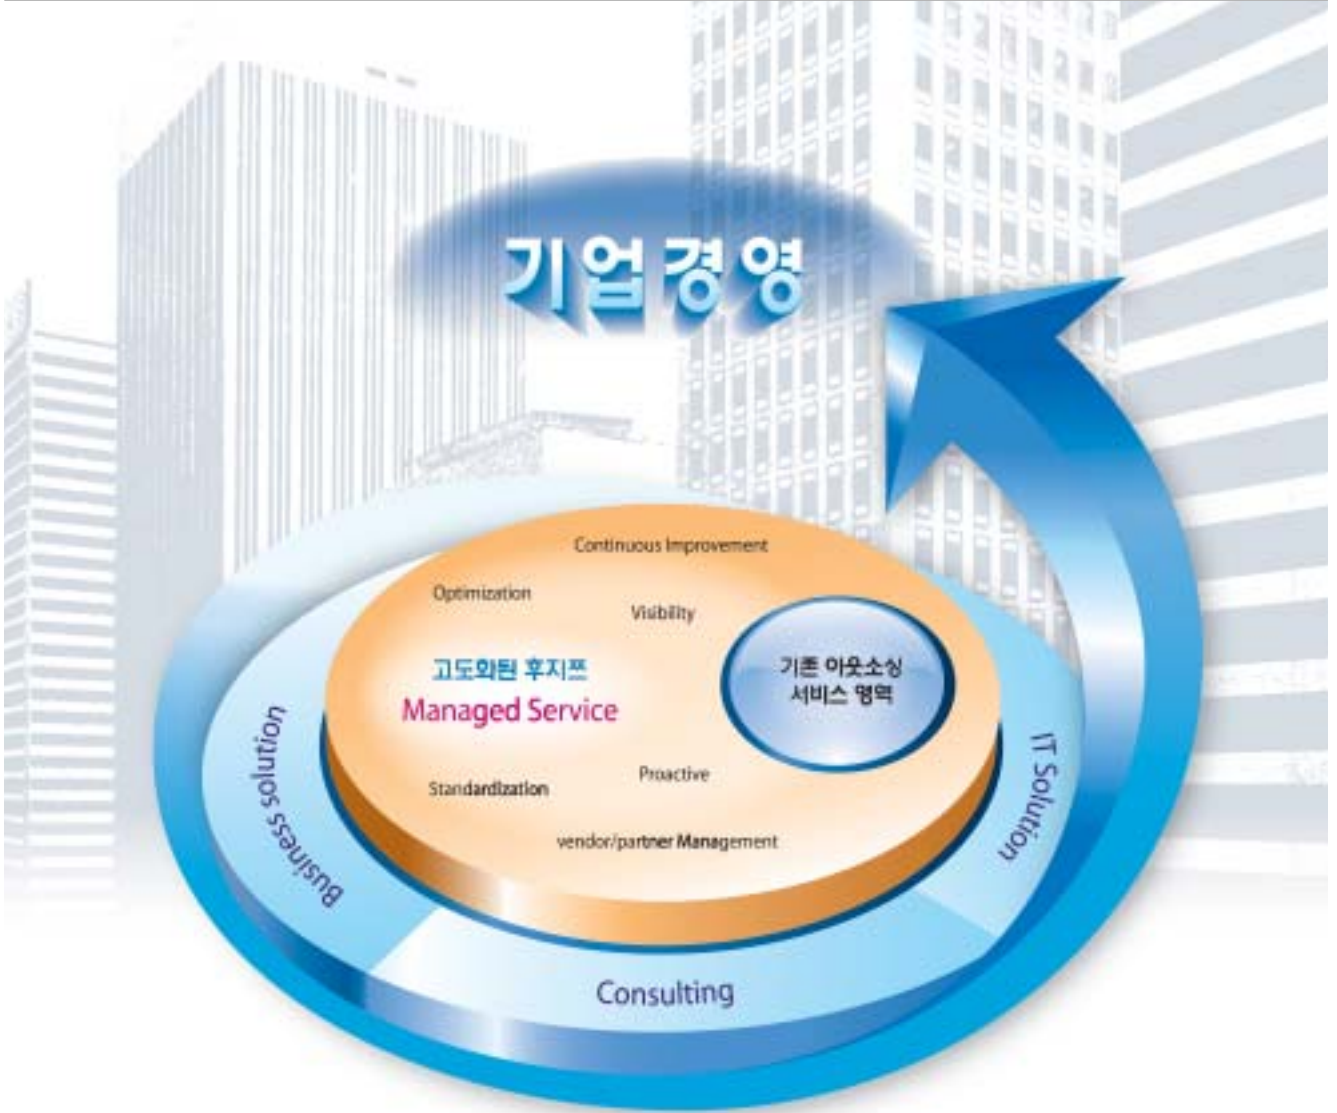 기업경영
Continuous Improvement
Optimization
Visibility
고도화된 후지쯔
Managed Service
기존 아웃소싱
서비스 영역
Standardization
Proactive
vendor/partner Management
Business solution
Consulting
IT Solution